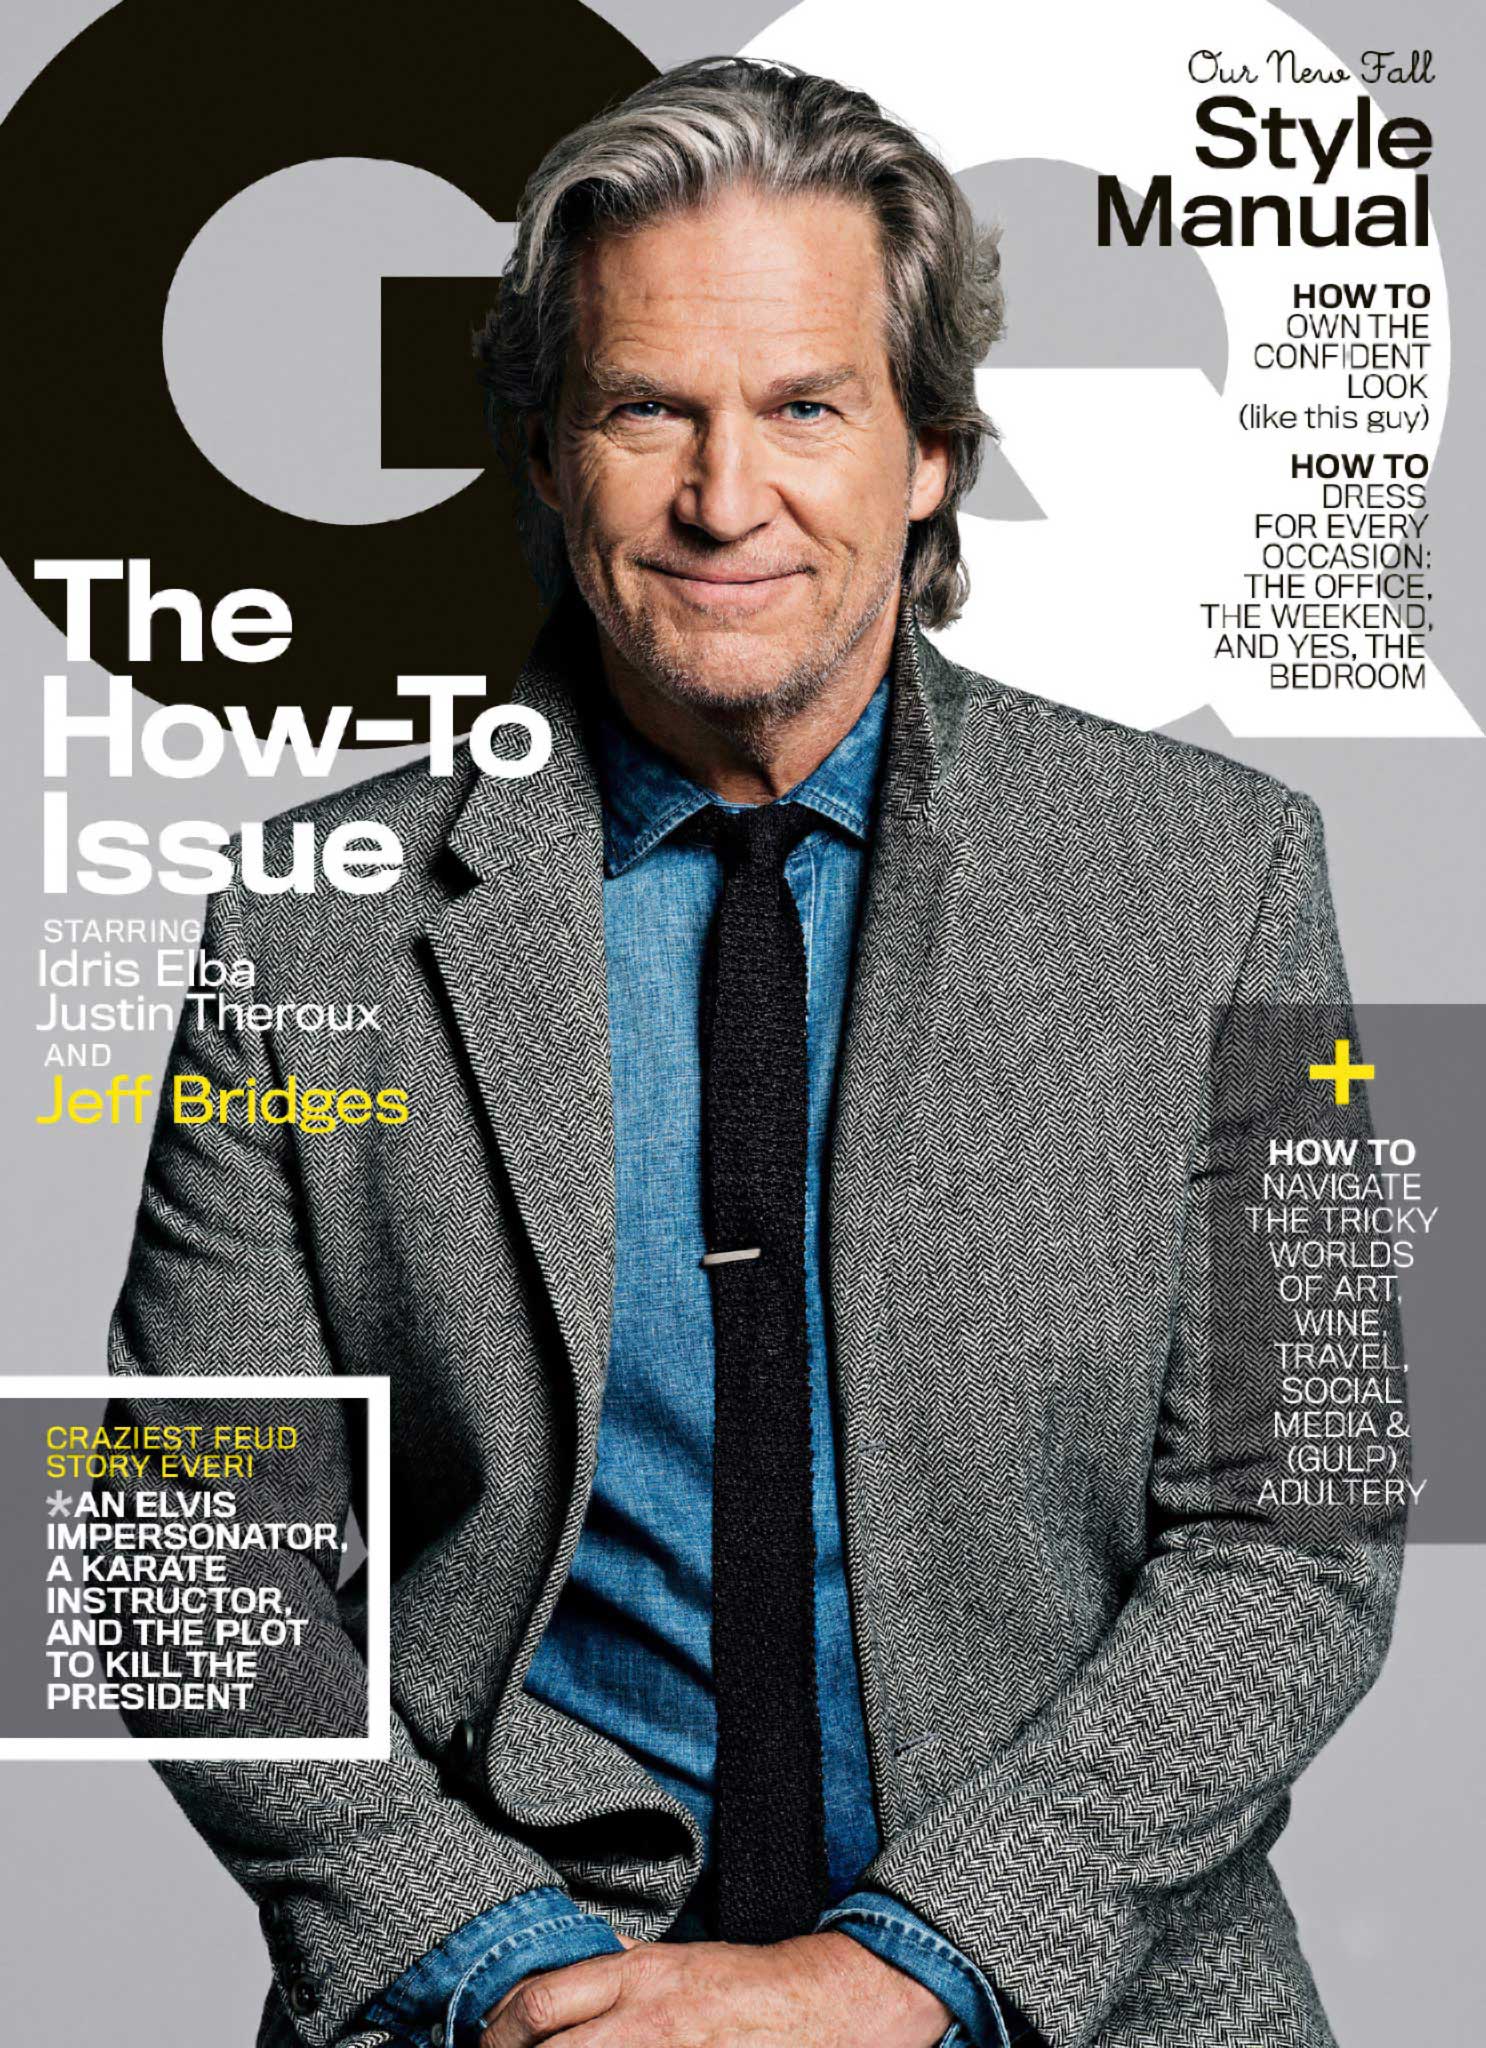 GQ
Our New Fall
Style
Manual
HOW TO
OWN THE
CONFIDENT
LOOK
(like this guy)
HOW TO
DRESS
FOR EVERY
OCCASION:
THE OFFICE,
THE WEEKEND,
AND YES, THE
BEDROOM
The
How-To
Issue
STARRING
Idris Elba
Justin Theroux
AND
Jeff Bridges
+
HOW TO
NAVIGATE
THE TRICKY
WORLDS
OF ART,
WINE,
TRAVEL,
SOCIAL
MEDIA &
(GULP)
ADULTERY
CRAZIEST FEUD
STORY EVER!
*AN ELVIS
IMPERSONATOR,
A KARATE
INSTRUCTOR,
AND THE PLOT
TO KILL THE
PRESIDENT